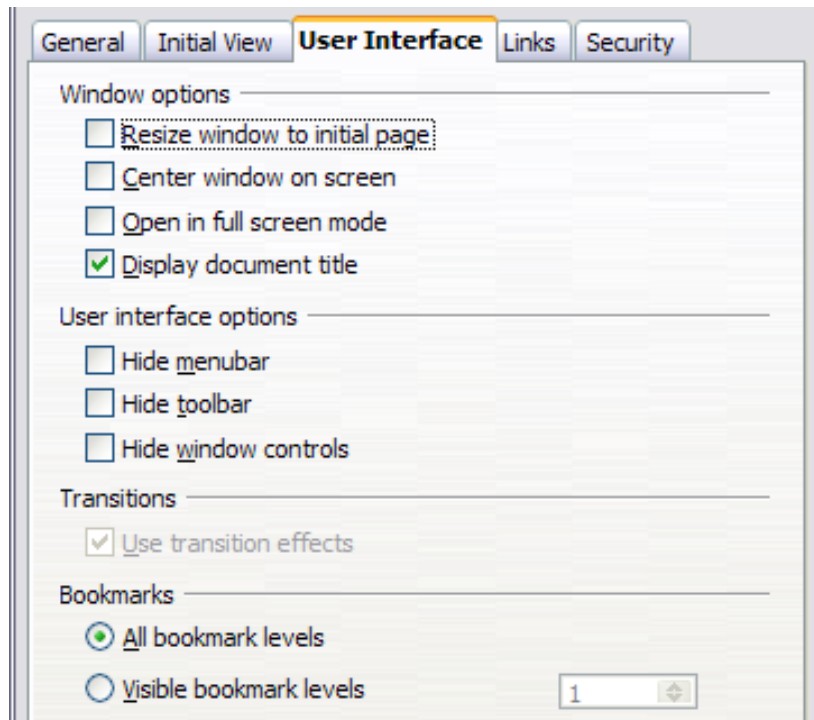 General Initial View User Interface Links Security
Window options
Resize window to initial page
Center window on screen
Open in full screen mode
Display document title
User interface options
Hide menubar
Hide toolbar
Hide window controls
Transitions
Use transition effects
Bookmarks
All bookmark levels
Visible bookmark levels 1